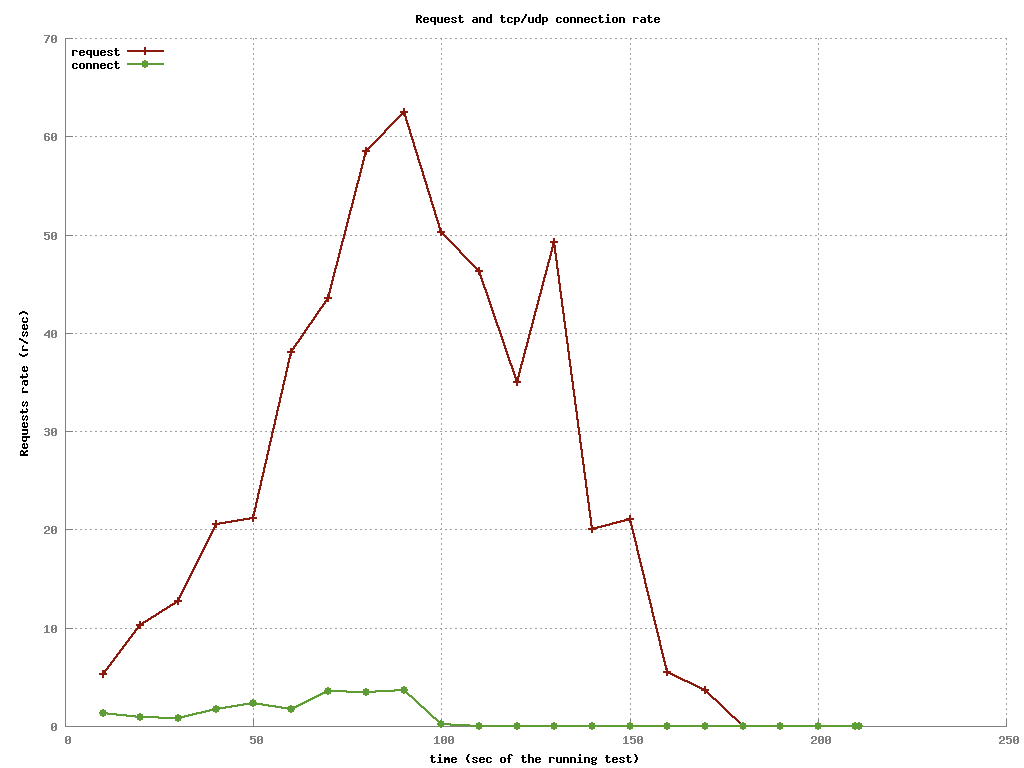 Request and tcp/udp connection rate
70
request
connect
60
50
40
30
20
10
0
Requests rate (r/sec)
0 50 100 150 200 250
time (sec of the running test)